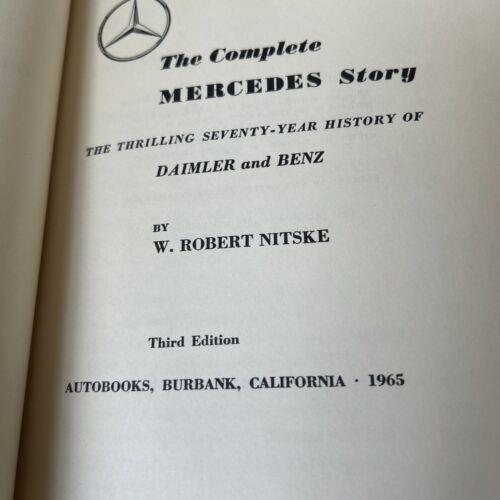 The Complete
MERCEDES Story
THE THRILLING SEVENTY-YEAR HISTORY OF
DAIMLER and BENZ
BY
W. ROBERT NITSKE
Third Edition
AUTOBOOKS, BURBANK, CALIFORNIA · 1965